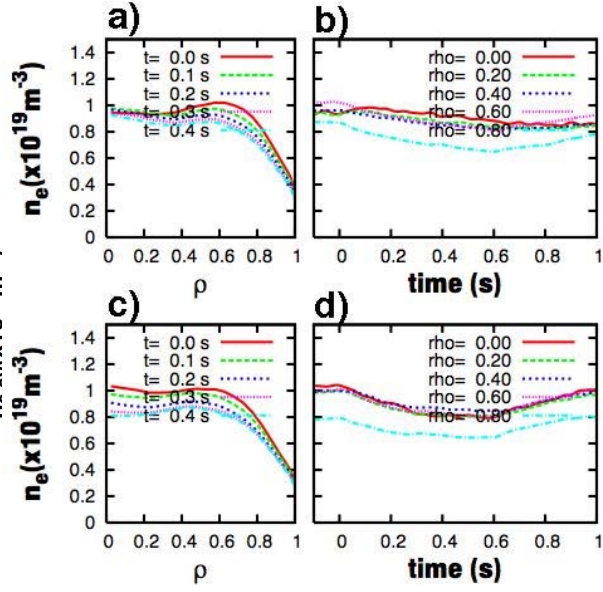 a)
b)
t= 0.0 s
t= 0.1 s
t= 0.2 s
t= 0.3 s
t= 0.4 s
rho= 0.00
rho= 0.20
rho= 0.40
rho= 0.60
rho= 0.80
1.4
1.2
1
0.8
0.6
0.4
0.2
0
nₑ(x10¹⁹m⁻³)
0 0.2 0.4 0.6 0.8 1
0 0.2 0.4 0.6 0.8 1
ρ
time (s)
c)
d)
t= 0.0 s
t= 0.1 s
t= 0.2 s
t= 0.3 s
t= 0.4 s
rho= 0.00
rho= 0.20
rho= 0.40
rho= 0.60
rho= 0.80
1.4
1.2
1
0.8
0.6
0.4
0.2
0
nₑ(x10¹⁹m⁻³)
0 0.2 0.4 0.6 0.8 1
0 0.2 0.4 0.6 0.8 1
ρ
time (s)